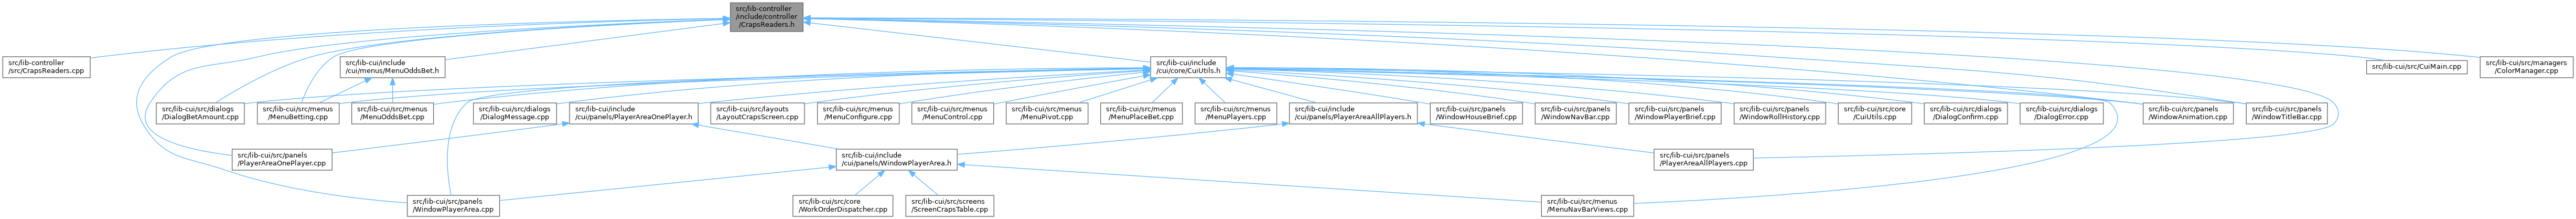 src/lib-controller
/include/controller
/CrapsReaders.h
src/lib-controller
/src/CrapsReaders.cpp
src/lib-cui/include
/cui/menus/MenuOddsBet.h
src/lib-cui/include
/cui/core/CuiUtils.h
src/lib-cui/src/CuiMain.cpp
src/lib-cui/src/managers
/ColorManager.cpp
src/lib-cui/src/dialogs
/DialogBetAmount.cpp
src/lib-cui/src/menus
/MenuBetting.cpp
src/lib-cui/src/menus
/MenuOddsBet.cpp
src/lib-cui/src/dialogs
/DialogMessage.cpp
src/lib-cui/include
/cui/panels/PlayerAreaOnePlayer.h
src/lib-cui/src/layouts
/LayoutCrapsScreen.cpp
src/lib-cui/src/menus
/MenuConfigure.cpp
src/lib-cui/src/menus
/MenuControl.cpp
src/lib-cui/src/menus
/MenuPivot.cpp
src/lib-cui/src/menus
/MenuPlaceBet.cpp
src/lib-cui/src/menus
/MenuPlayers.cpp
src/lib-cui/include
/cui/panels/PlayerAreaAllPlayers.h
src/lib-cui/src/panels
/WindowHouseBrief.cpp
src/lib-cui/src/panels
/WindowNavBar.cpp
src/lib-cui/src/panels
/WindowPlayerBrief.cpp
src/lib-cui/src/panels
/WindowRollHistory.cpp
src/lib-cui/src/core
/CuiUtils.cpp
src/lib-cui/src/dialogs
/DialogConfirm.cpp
src/lib-cui/src/dialogs
/DialogError.cpp
src/lib-cui/src/panels
/WindowAnimation.cpp
src/lib-cui/src/panels
/WindowTitleBar.cpp
src/lib-cui/src/panels
/PlayerAreaOnePlayer.cpp
src/lib-cui/include
/cui/panels/WindowPlayerArea.h
src/lib-cui/src/panels
/PlayerAreaAllPlayers.cpp
src/lib-cui/src/panels
/WindowPlayerArea.cpp
src/lib-cui/src/core
/WorkOrderDispatcher.cpp
src/lib-cui/src/screens
/ScreenCrapsTable.cpp
src/lib-cui/src/menus
/MenuNavBarViews.cpp